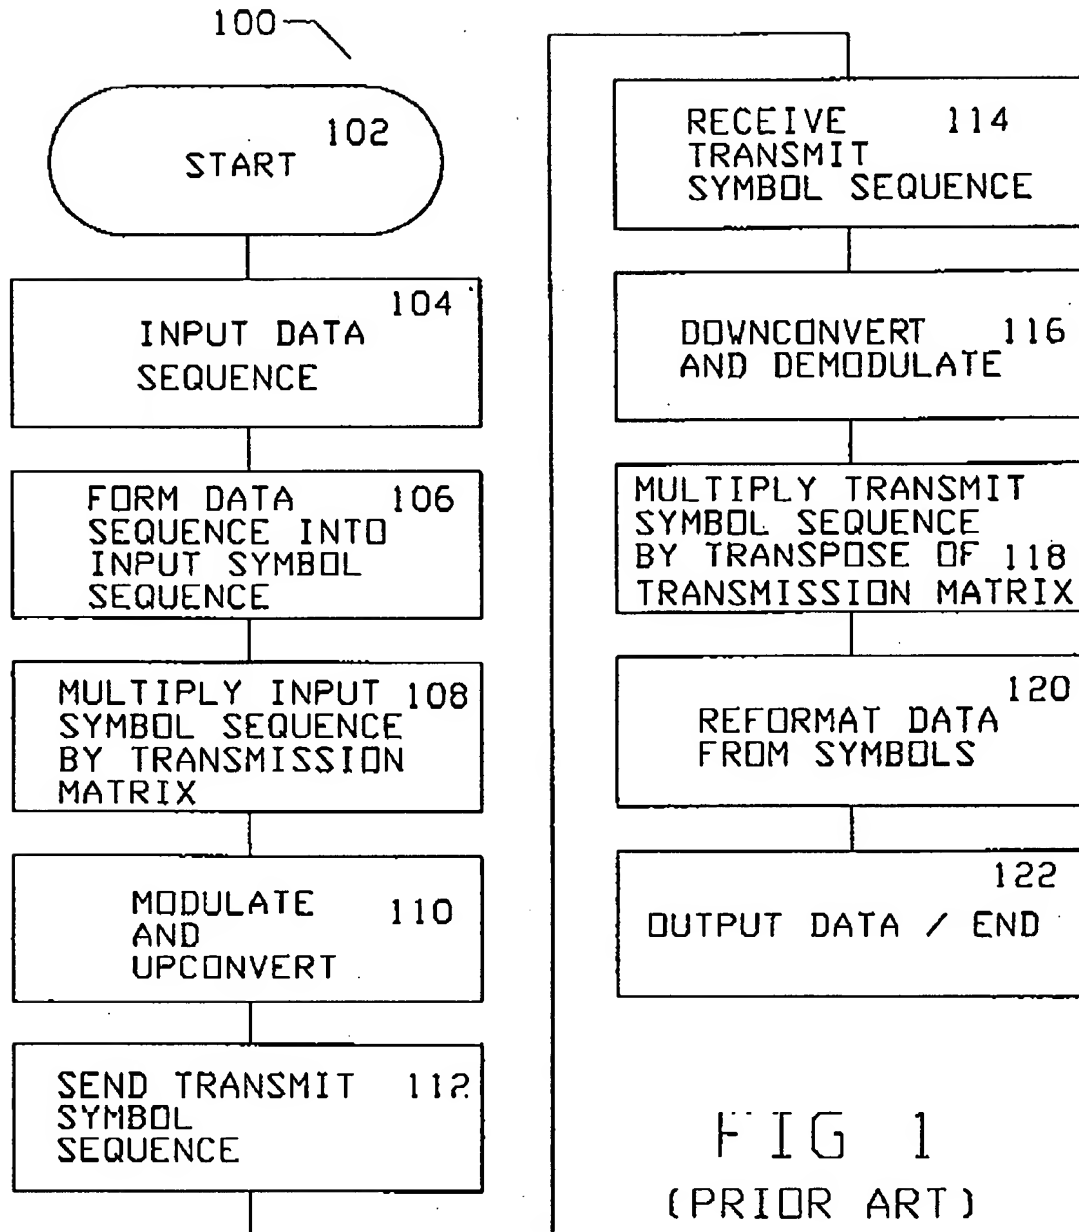 100
102
START
104
INPUT DATA
SEQUENCE
FORM DATA 106
SEQUENCE INTO
INPUT SYMBOL
SEQUENCE
MULTIPLY INPUT 108
SYMBOL SEQUENCE
BY TRANSMISSION
MATRIX
MODULATE 110
AND
UPCONVERT
SEND TRANSMIT 112
SYMBOL
SEQUENCE
RECEIVE 114
TRANSMIT
SYMBOL SEQUENCE
DOWNCONVERT 116
AND DEMODULATE
MULTIPLY TRANSMIT
SYMBOL SEQUENCE
BY TRANSPOSE OF 118
TRANSMISSION MATRIX
120
REFORMAT DATA
FROM SYMBOLS
122
OUTPUT DATA / END
FIG 1
(PRIOR ART)